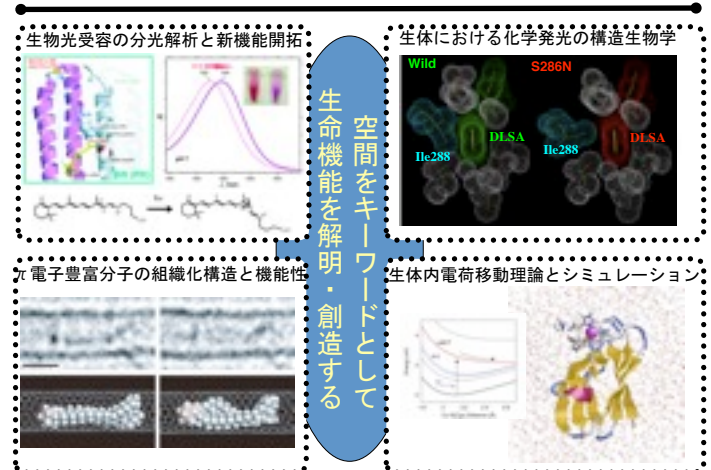 生物光受容の分光解析と新機能開拓
生体における化学発光の構造生物学
Wild
S286N
DLSA
DLSA
Ile288
Ile288
空間をキーワードとして
生命機能を解明・創造する
π電子豊富分子の組織化構造と機能性
生体内電荷移動理論とシミュレーション